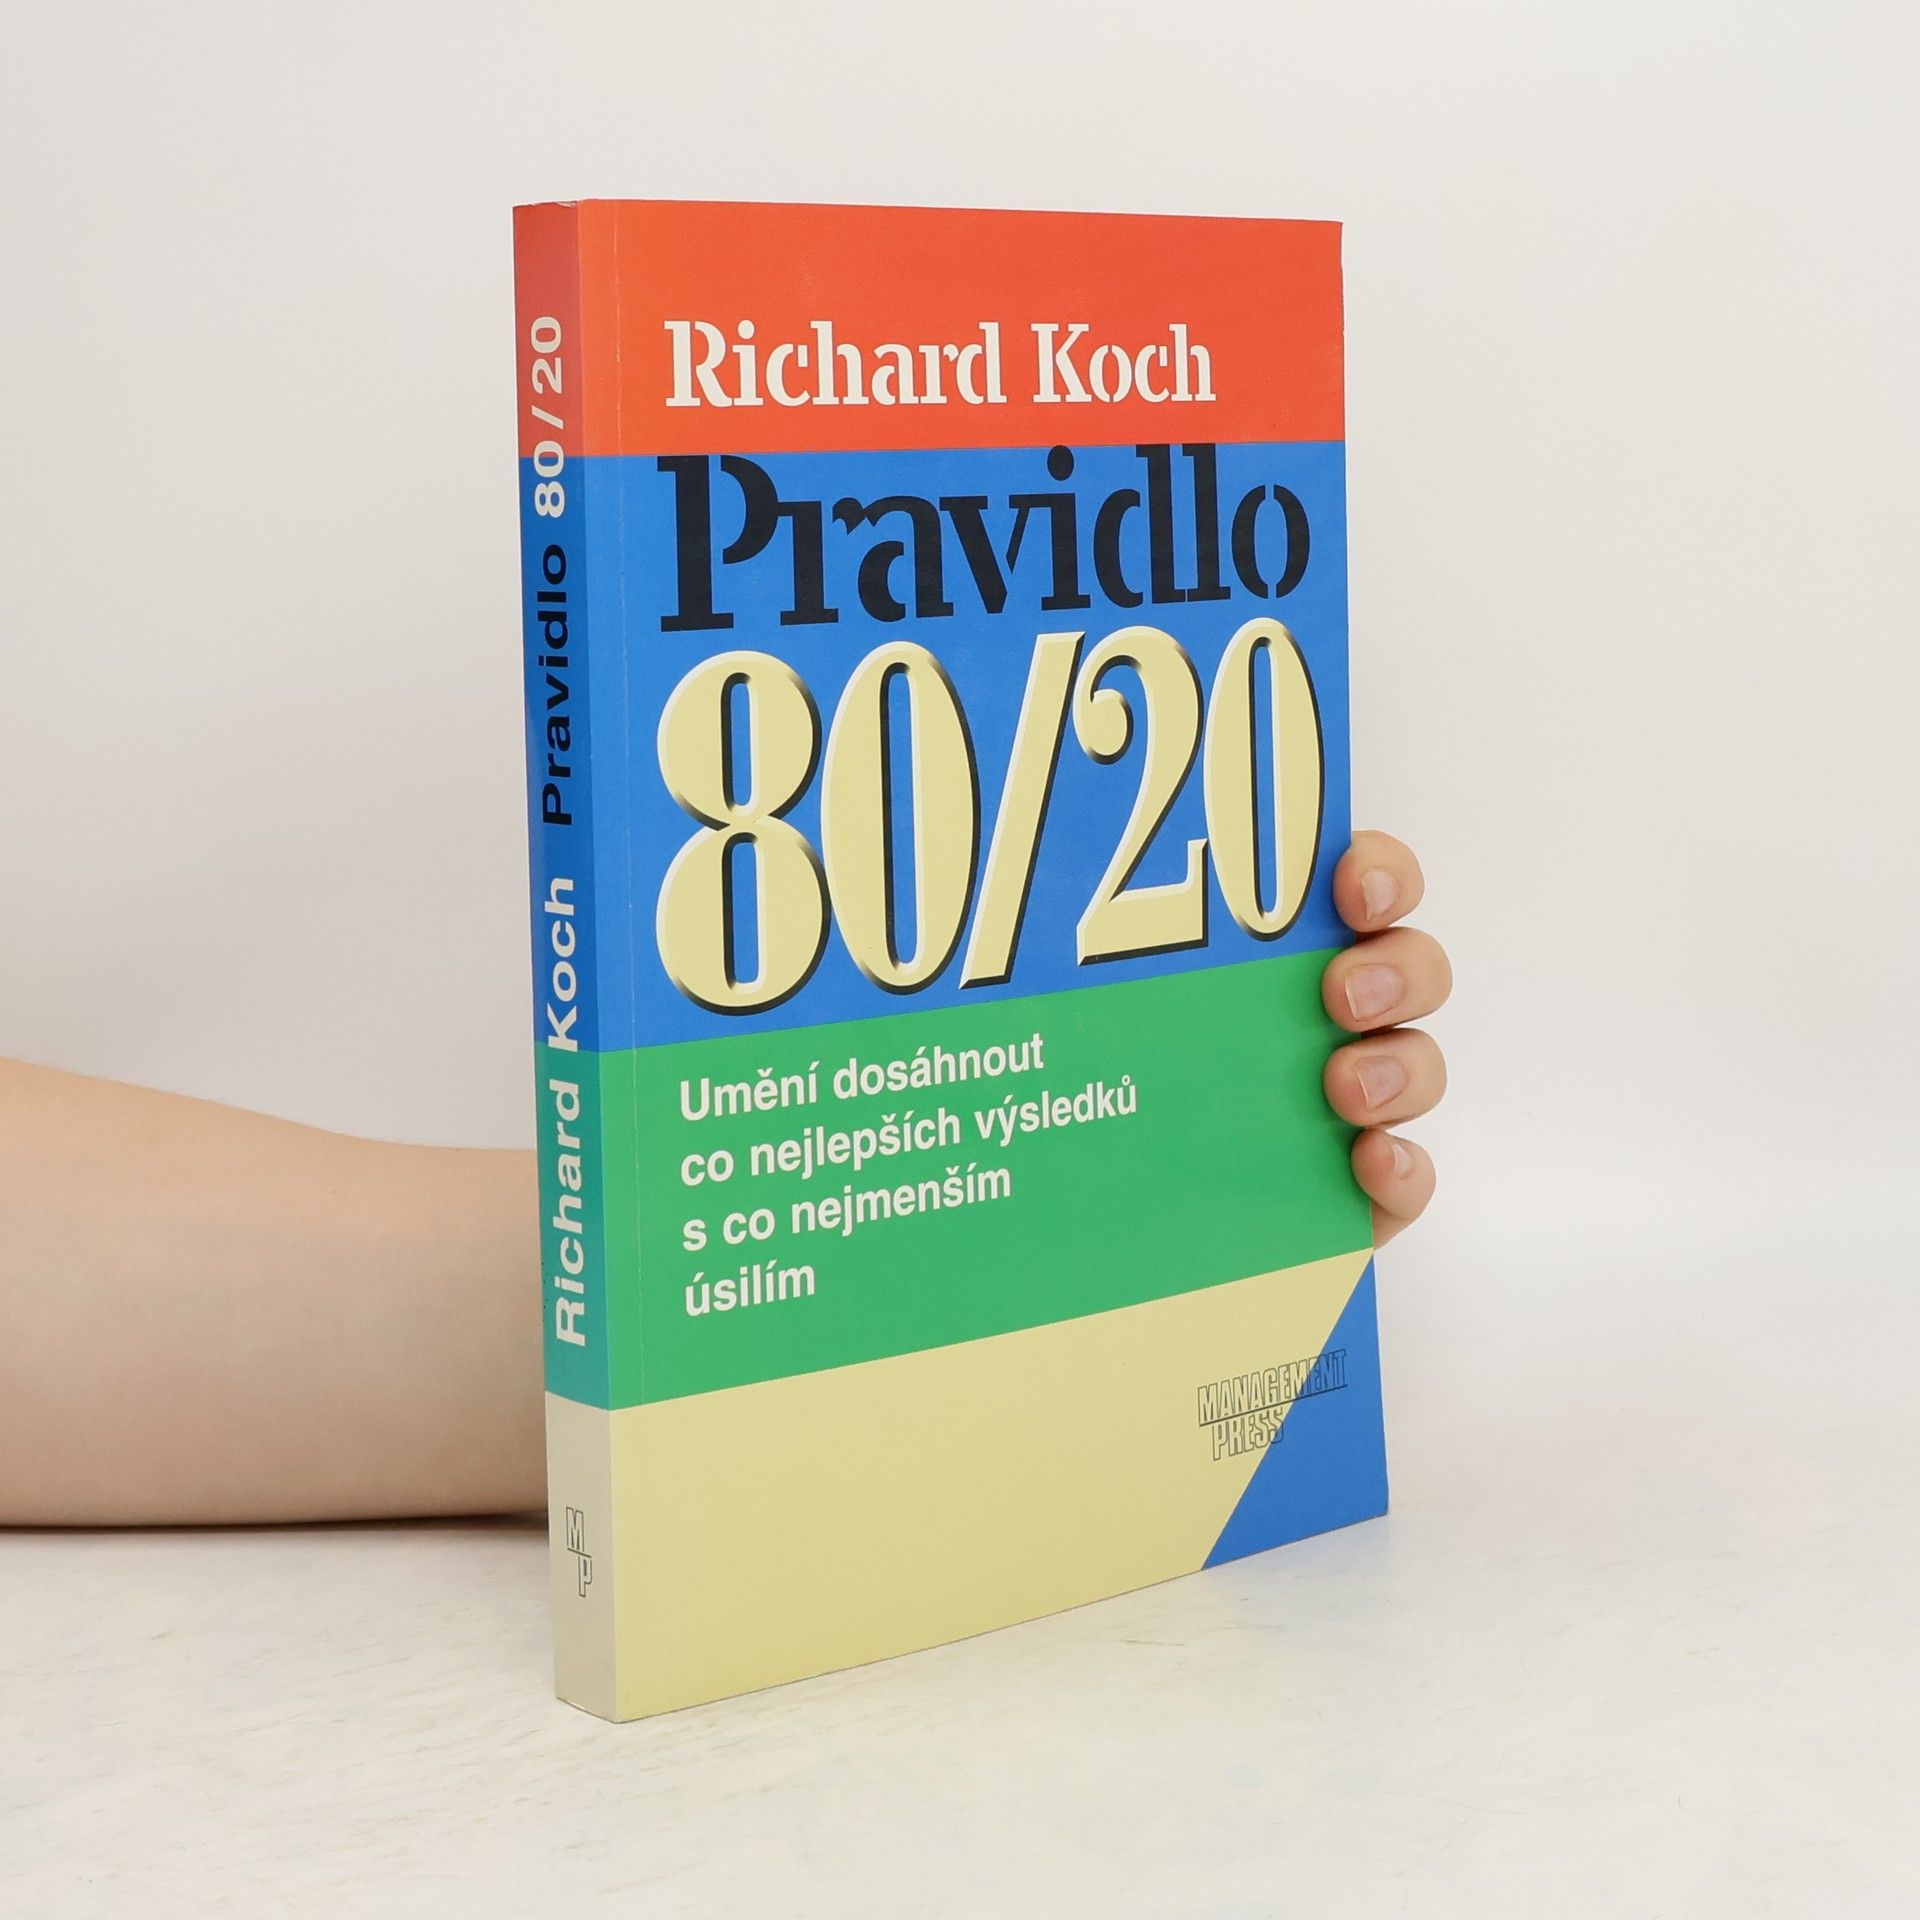 Richard Koch
Pravidlo
80/20
Umění dosáhnout
co nejlepších výsledků
s co nejmenším
úsilím
MANAGEMENT
PRESS
Richard Koch Pravidlo 80/20
M
P